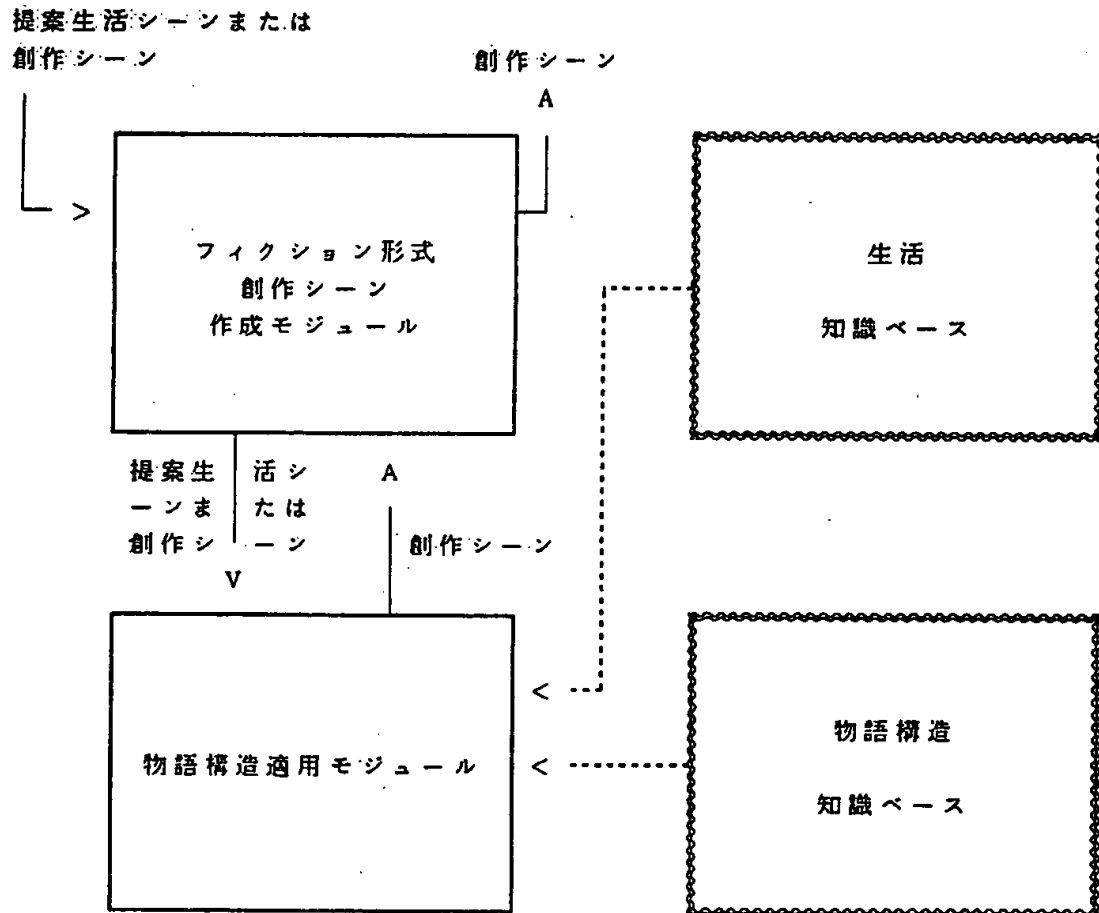 提案生活シーンまたは
創作シーン
創作シーン
A
>
フィクション形式
創作シーン
作成モジュール
生活
知識ベース
提案生活シ
ーンまたは
創作シーン
V
A
創作シーン
物語構造適用モジュール
<
<
物語構造
知識ベース